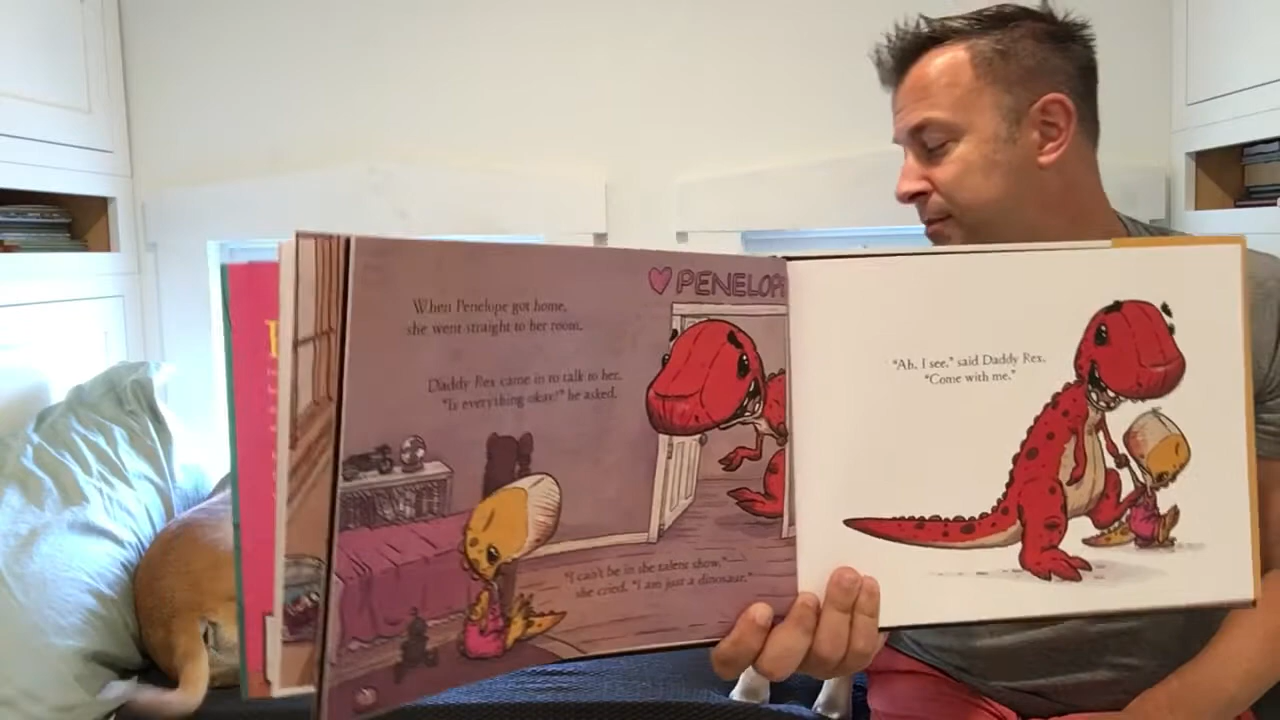 When Penelope got home,
she went straight to her room.
PENELOPE
Daddy Rex came in to talk to her.
"Is everything okay?" he asked.
"I can't be in the talent show,"
she cried. "I am just a dinosaur."
"Ah, I see," said Daddy Rex.
"Come with me."